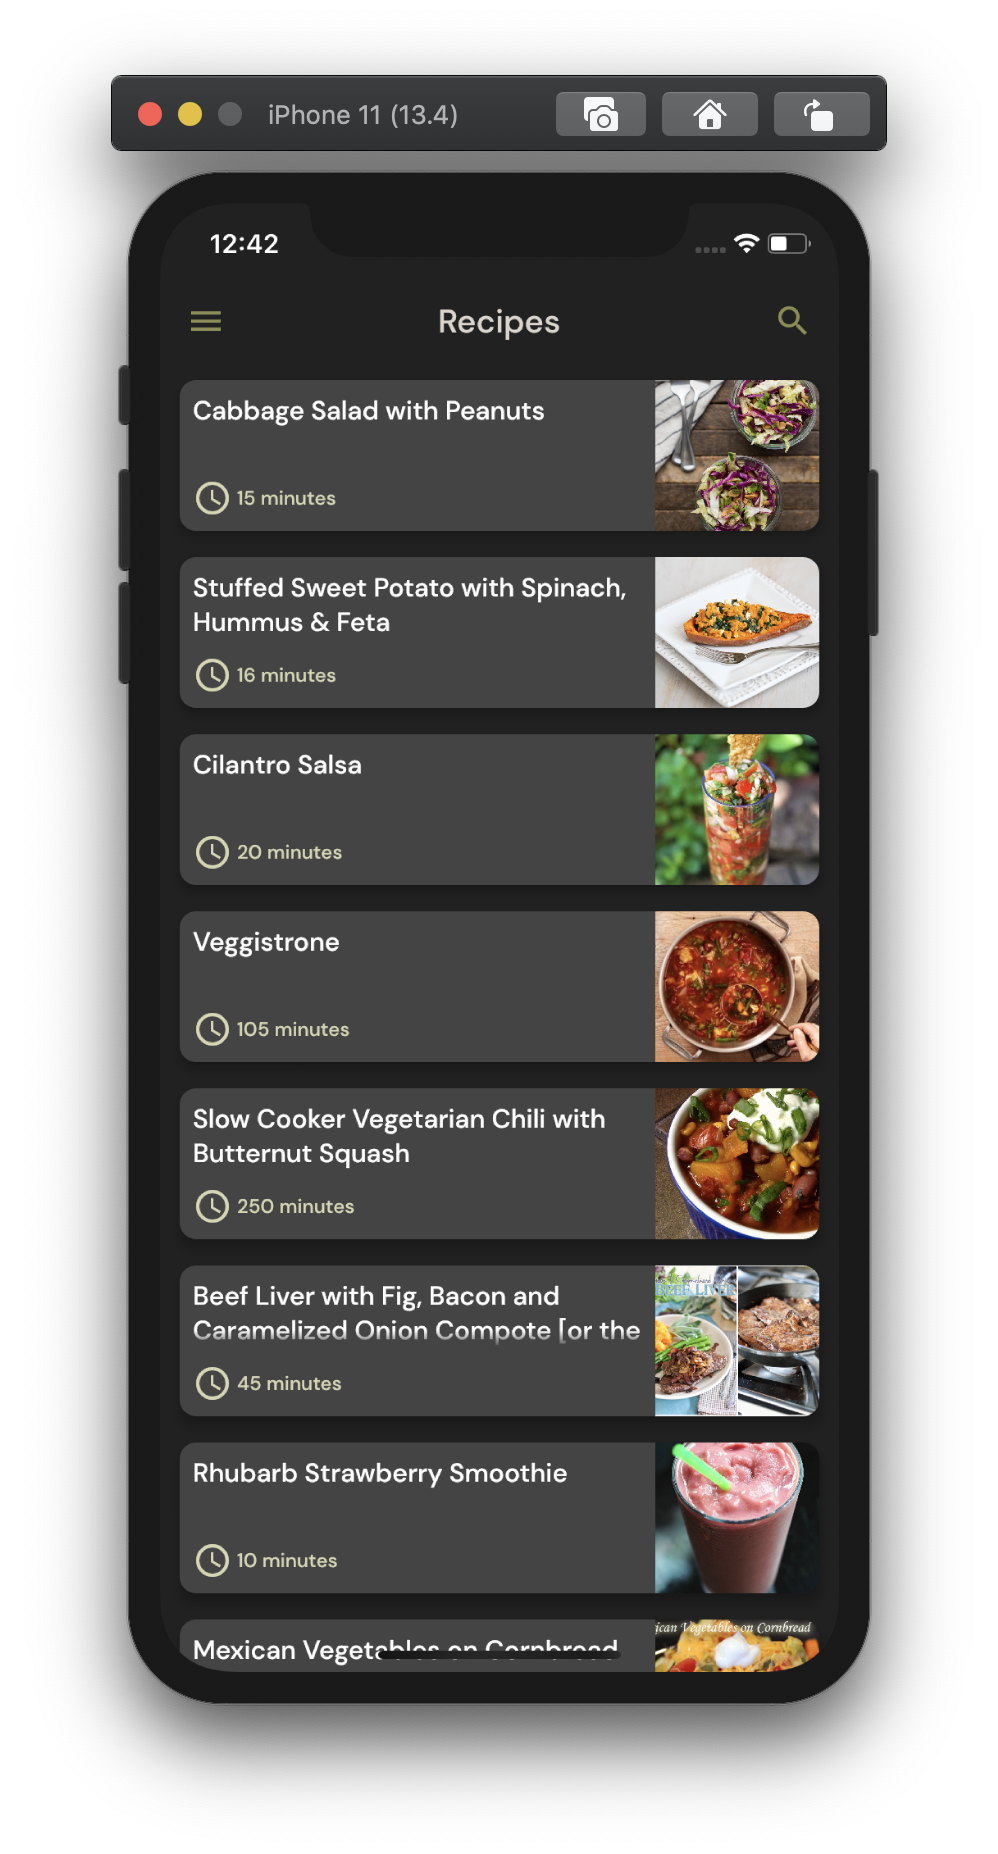 iPhone 11 (13.4)
12:42
Recipes
Cabbage Salad with Peanuts
15 minutes
Stuffed Sweet Potato with Spinach,
Hummus & Feta
16 minutes
Cilantro Salsa
20 minutes
Veggistrone
105 minutes
Slow Cooker Vegetarian Chili with
Butternut Squash
250 minutes
Beef Liver with Fig, Bacon and
Caramelized Onion Compote [or the
BEEF LIVER
45 minutes
Rhubarb Strawberry Smoothie
10 minutes
Mexican Vegetables on Cornbread
ican Vegetables on Cornbread